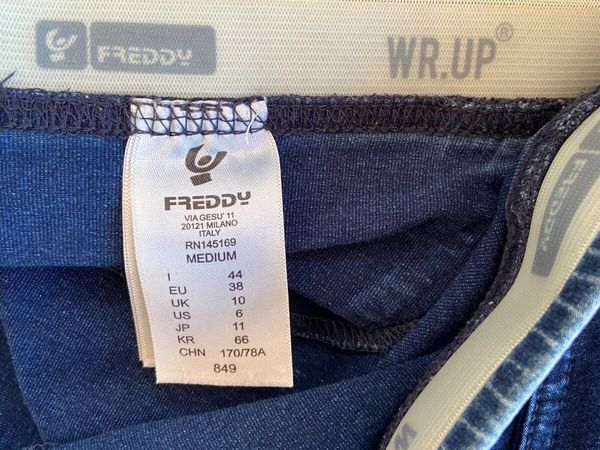 FREDDY WR.UP®
FREDDY
VIA GESU' 11
20121 MILANO
ITALY
RN145169
MEDIUM
I 44
EU 38
UK 10
US 6
JP 11
KR 66
CHN 170/78A
849
FREDDY
W